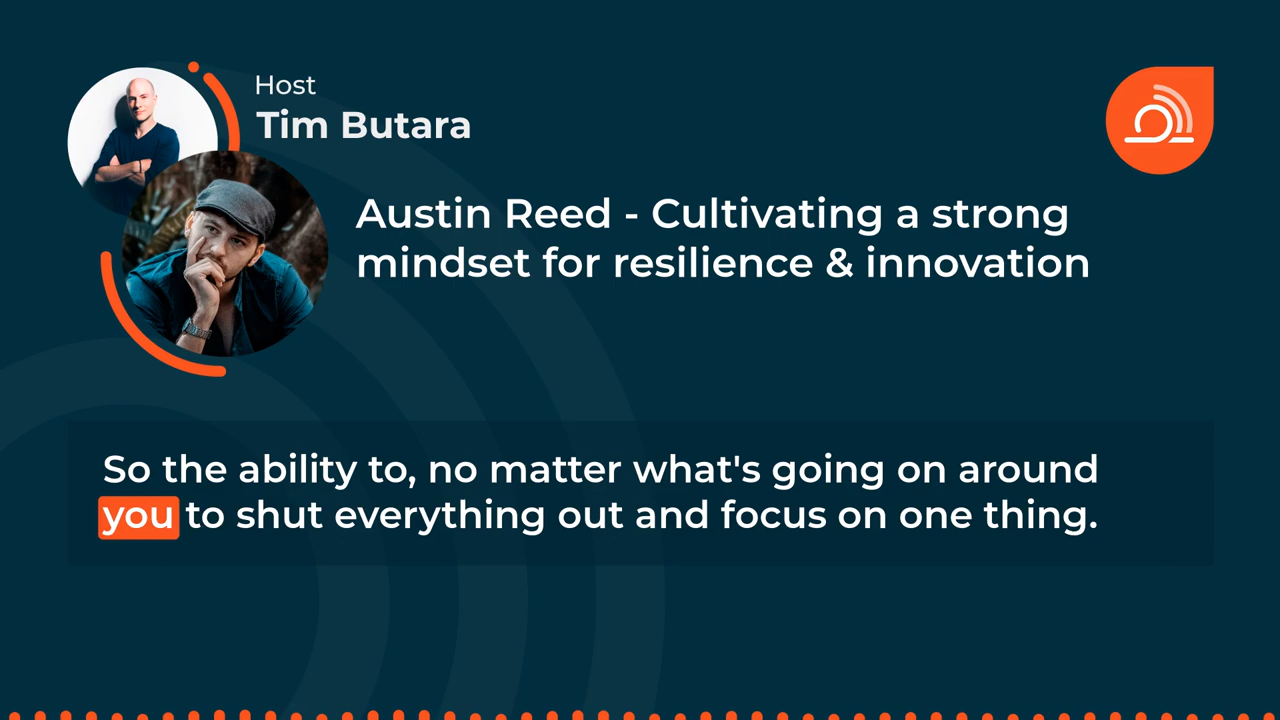 Host
Tim Butara
Austin Reed - Cultivating a strong
mindset for resilience & innovation
So the ability to, no matter what's going on around
you to shut everything out and focus on one thing.